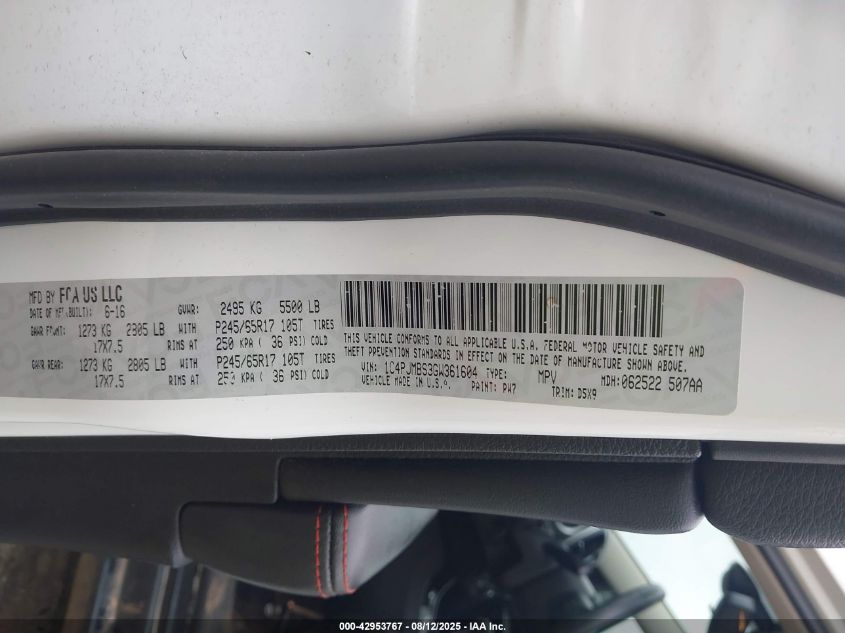 MFD BY FCA US LLC
DATE OF MFT.(BUILT): 6-16 GVWR: 2495 KG 5500 LB
GAWR FRONT: 1273 KG 2805 LB WITH P245/65R17 105T TIRES
17X7.5 RIMS AT 250 KPA ( 36 PSI) COLD
GAWR REAR: 1273 KG 2805 LB WITH P245/65R17 105T TIRES
17X7.5 RIMS AT 250 KPA ( 36 PSI) COLD
THIS VEHICLE CONFORMS TO ALL APPLICABLE U.S.A. FEDERAL MOTOR VEHICLE SAFETY AND
THEFT PREVENTION STANDARDS IN EFFECT ON THE DATE OF MANUFACTURE SHOWN ABOVE.
VIN: 1C4PJMBS3GW361604 TYPE: MPV MDH: 062522 507AA
VEHICLE MADE IN U.S.A. PAINT: PW7 TRIM: D5X9
000-42953767 - 08/12/2025 - IAA Inc.